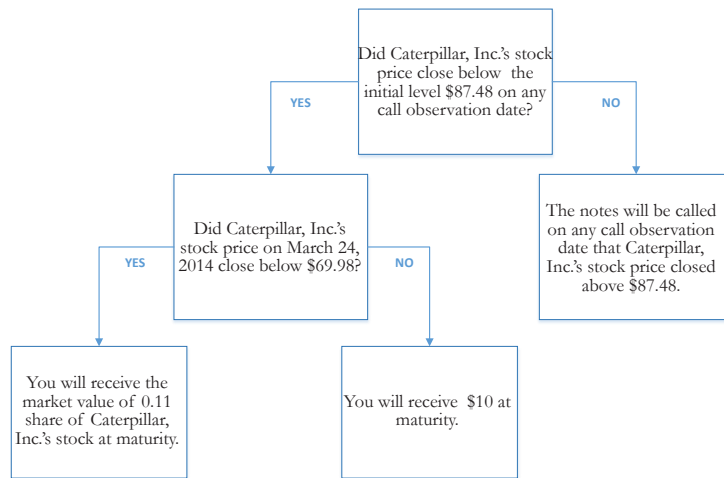 Did Caterpillar, Inc.'s stock
price close below  the
initial level $87.48 on any
call observation date?
YES
NO
Did Caterpillar, Inc.'s
stock price on March 24,
2014 close below $69.98?
The notes will be called
on any call observation
date that Caterpillar,
Inc.'s stock price closed
above $87.48.
YES
NO
You will receive the
market value of 0.11
share of Caterpillar,
Inc.'s stock at maturity.
You will receive  $10 at
maturity.